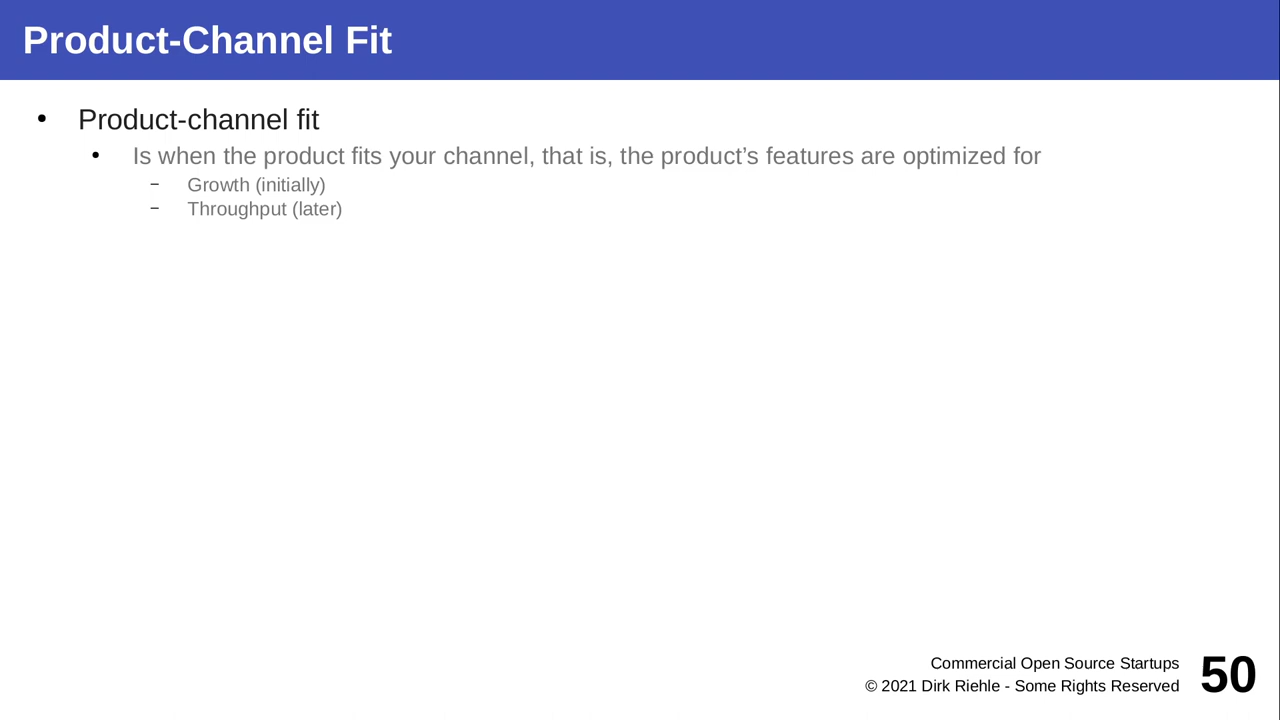 Product-Channel Fit
• Product-channel fit
• Is when the product fits your channel, that is, the product’s features are optimized for
– Growth (initially)
– Throughput (later)
Commercial Open Source Startups
© 2021 Dirk Riehle - Some Rights Reserved
50